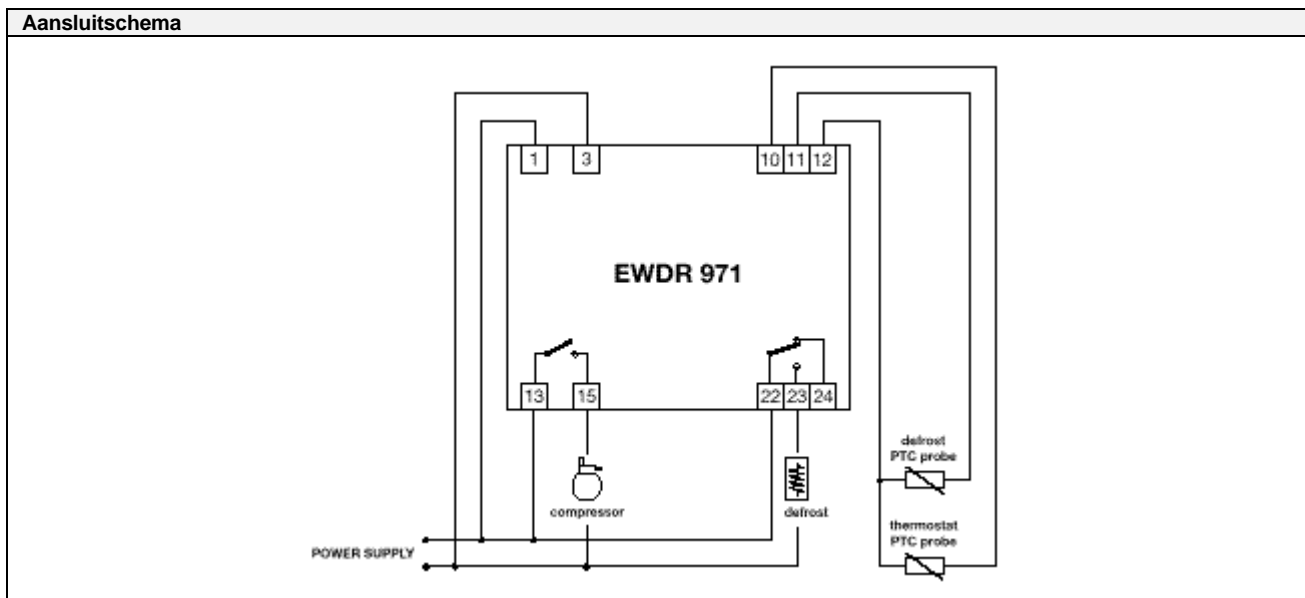 Aansluitschema
1 3 10 11 12
EWDR 971
13 15 22 23 24
compressor
defrost
defrost
PTC probe
thermostat
PTC probe
POWER SUPPLY